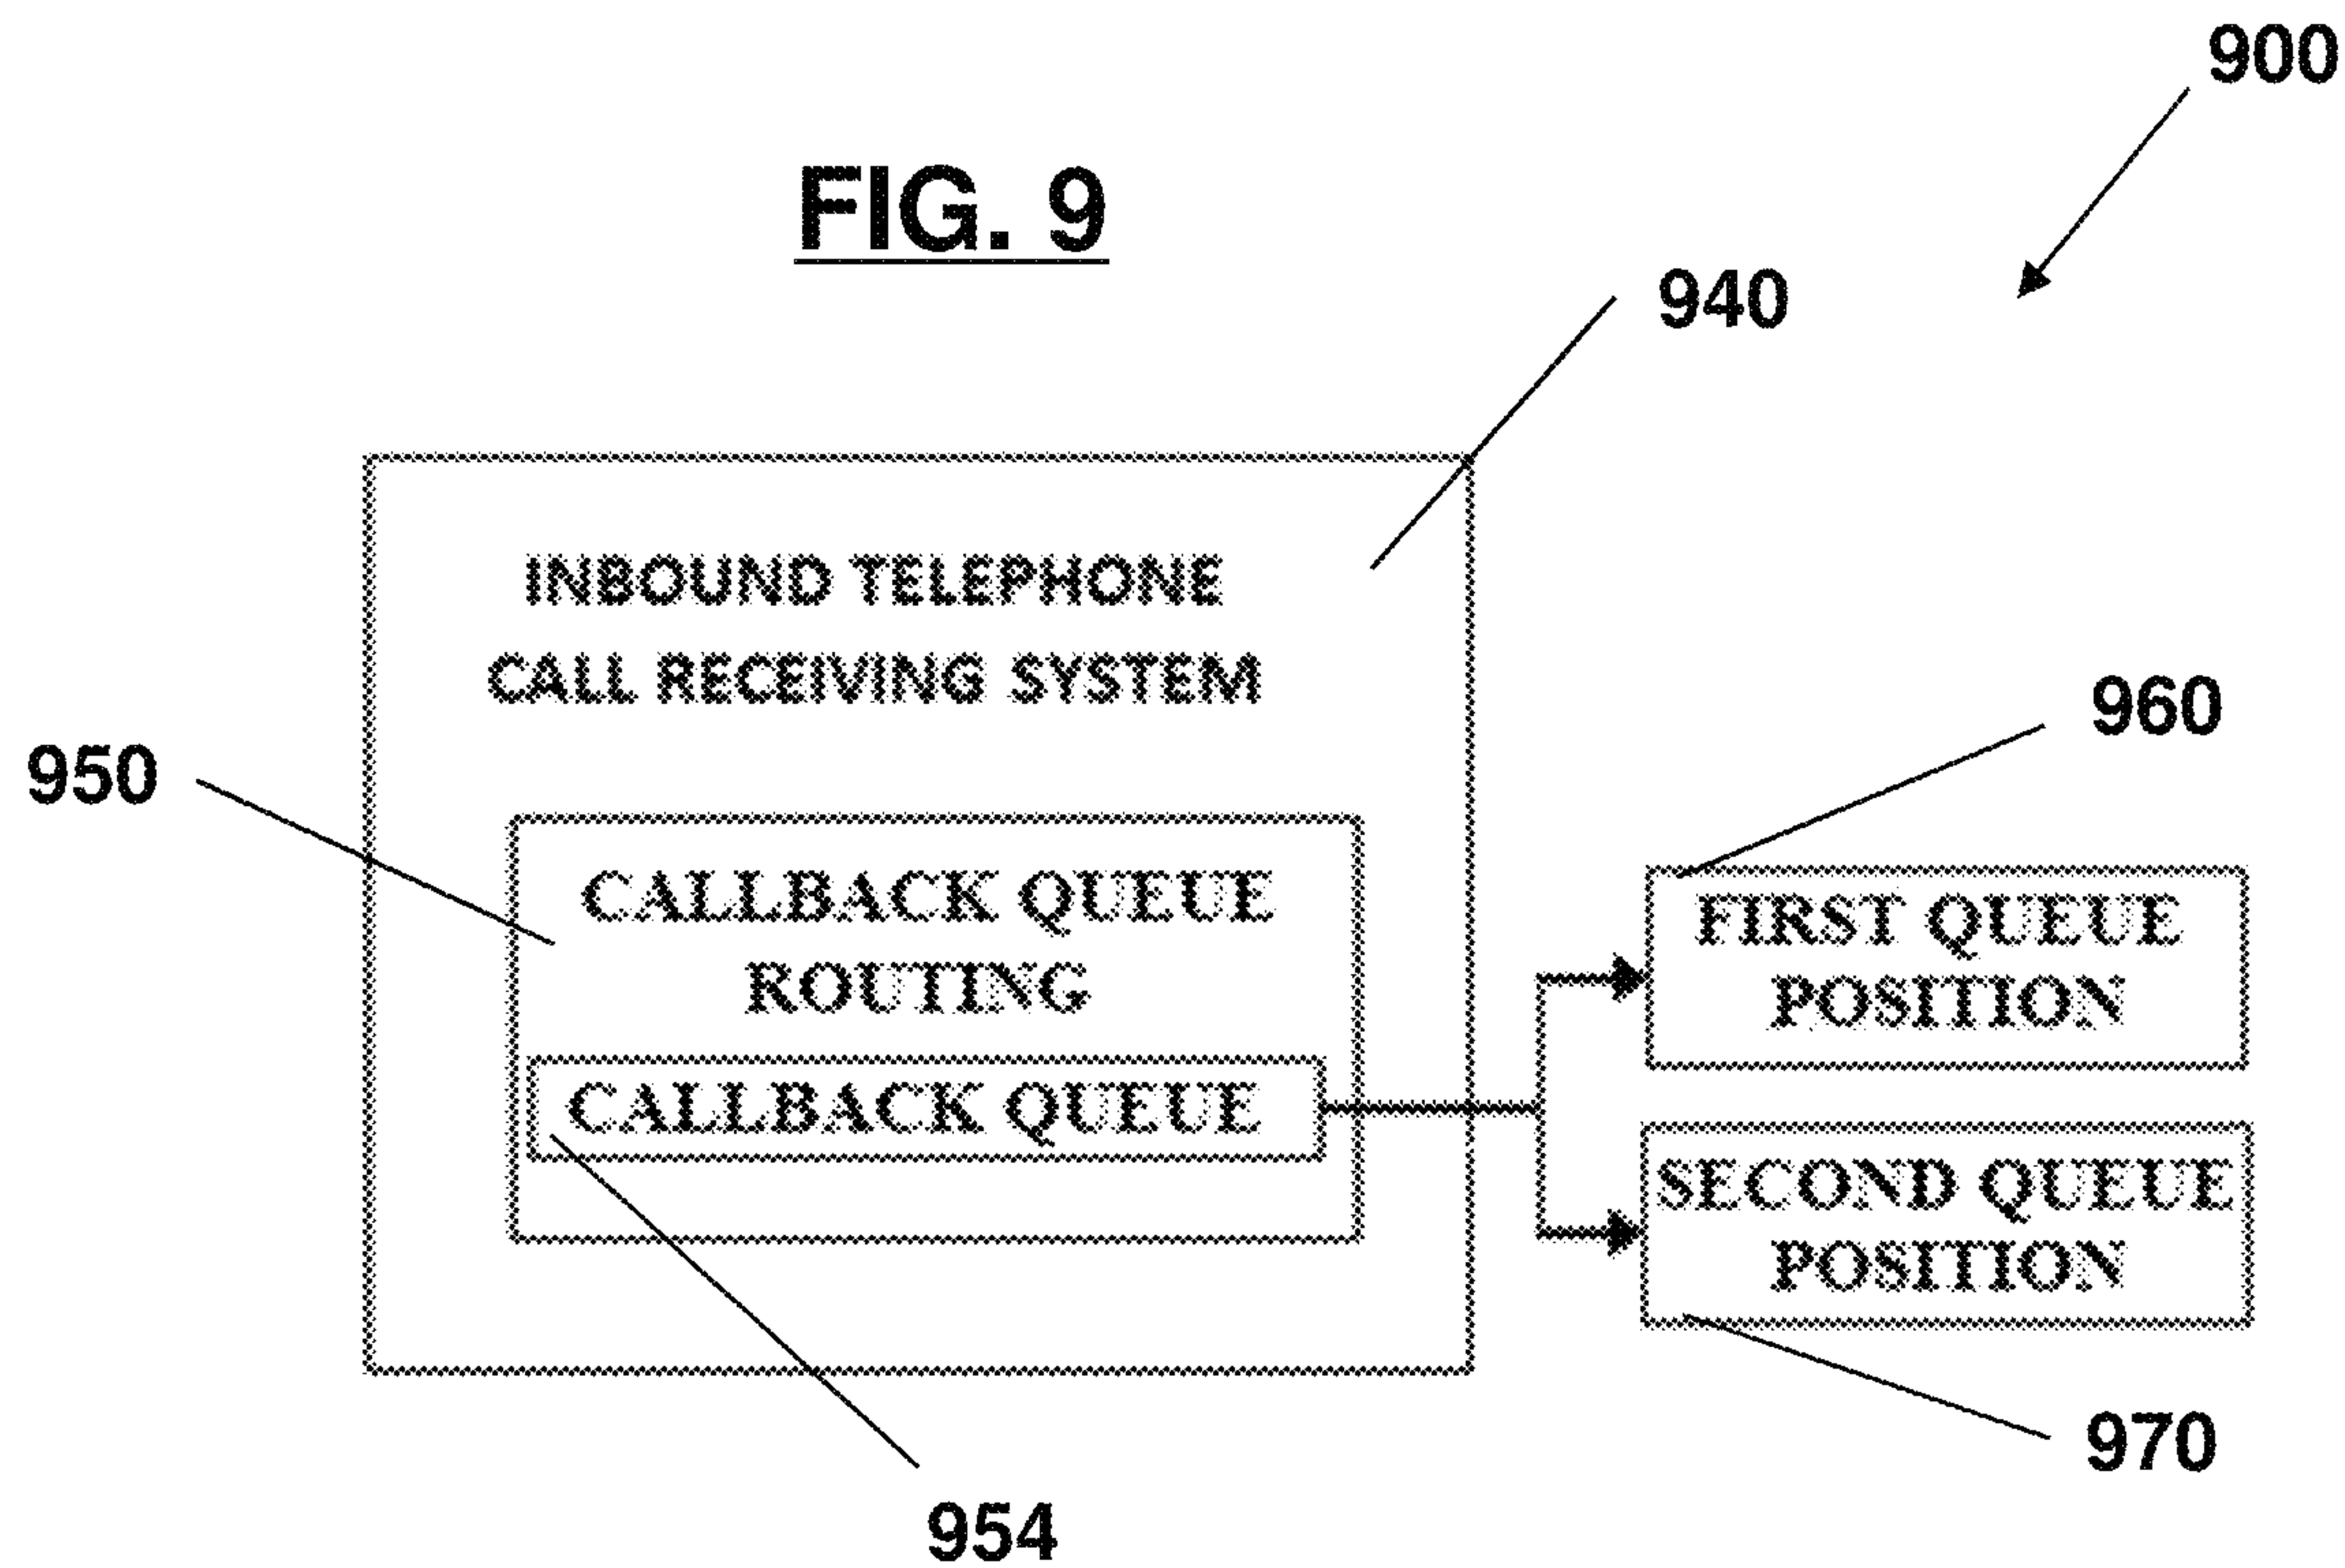 900
FIG. 9
940
INBOUND TELEPHONE
CALL RECEIVING SYSTEM
960
950
CALLBACK QUEUE
ROUTING
FIRST QUEUE
POSITION
CALLBACK QUEUE
SECOND QUEUE
POSITION
970
954